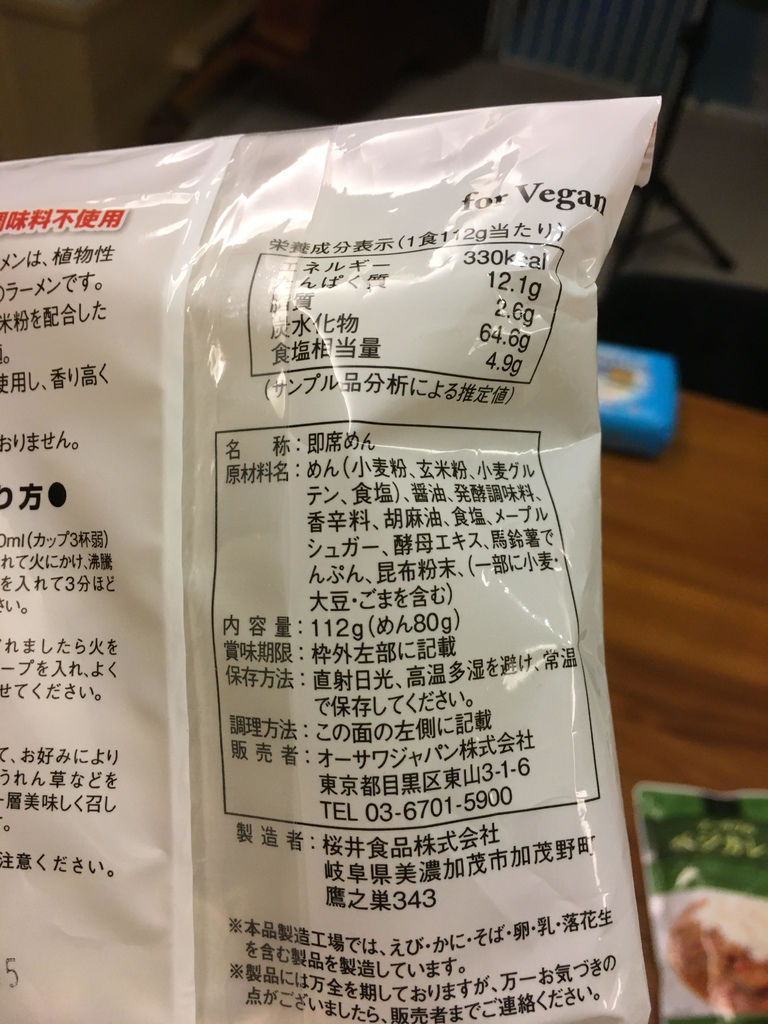 for Vegan
調味料不使用
メンは、植物性
のラーメンです。
米粉を配合した
使用し、香り高く
おりません。
り方●
0ml(カップ3杯弱)
れて火にかけ、沸騰
を入れて3分ほど
さい。
れましたら火を
ープを入れ、よく
せてください。
て、お好みにより
うれん草などを
一層美味しく召し
注意ください。
5
栄養成分表示(1食112g当たり)
エネルギー 330kcal
たんぱく質 12.1g
脂質 2.6g
炭水化物 64.6g
食塩相当量 4.9g
(サンプル品分析による推定値)
名　称:即席めん
原材料名:めん(小麦粉、玄米粉、小麦グル
テン、食塩)、醤油、発酵調味料、
香辛料、胡麻油、食塩、メープル
シュガー、酵母エキス、馬鈴薯で
んぷん、昆布粉末、(一部に小麦・
大豆・ごまを含む)
内容量:112g(めん80g)
賞味期限:枠外左部に記載
保存方法:直射日光、高温多湿を避け、常温
で保存してください。
調理方法:この面の左側に記載
販売者:オーサワジャパン株式会社
東京都目黒区東山3-1-6
TEL 03-6701-5900
製造者:桜井食品株式会社
岐阜県美濃加茂市加茂野町
鷹之巣343
※本品製造工場では、えび・かに・そば・卵・乳・落花生
を含む製品を製造しています。
※製品には万全を期しておりますが、万一お気づきの
点がございましたら、販売者までご連絡ください。